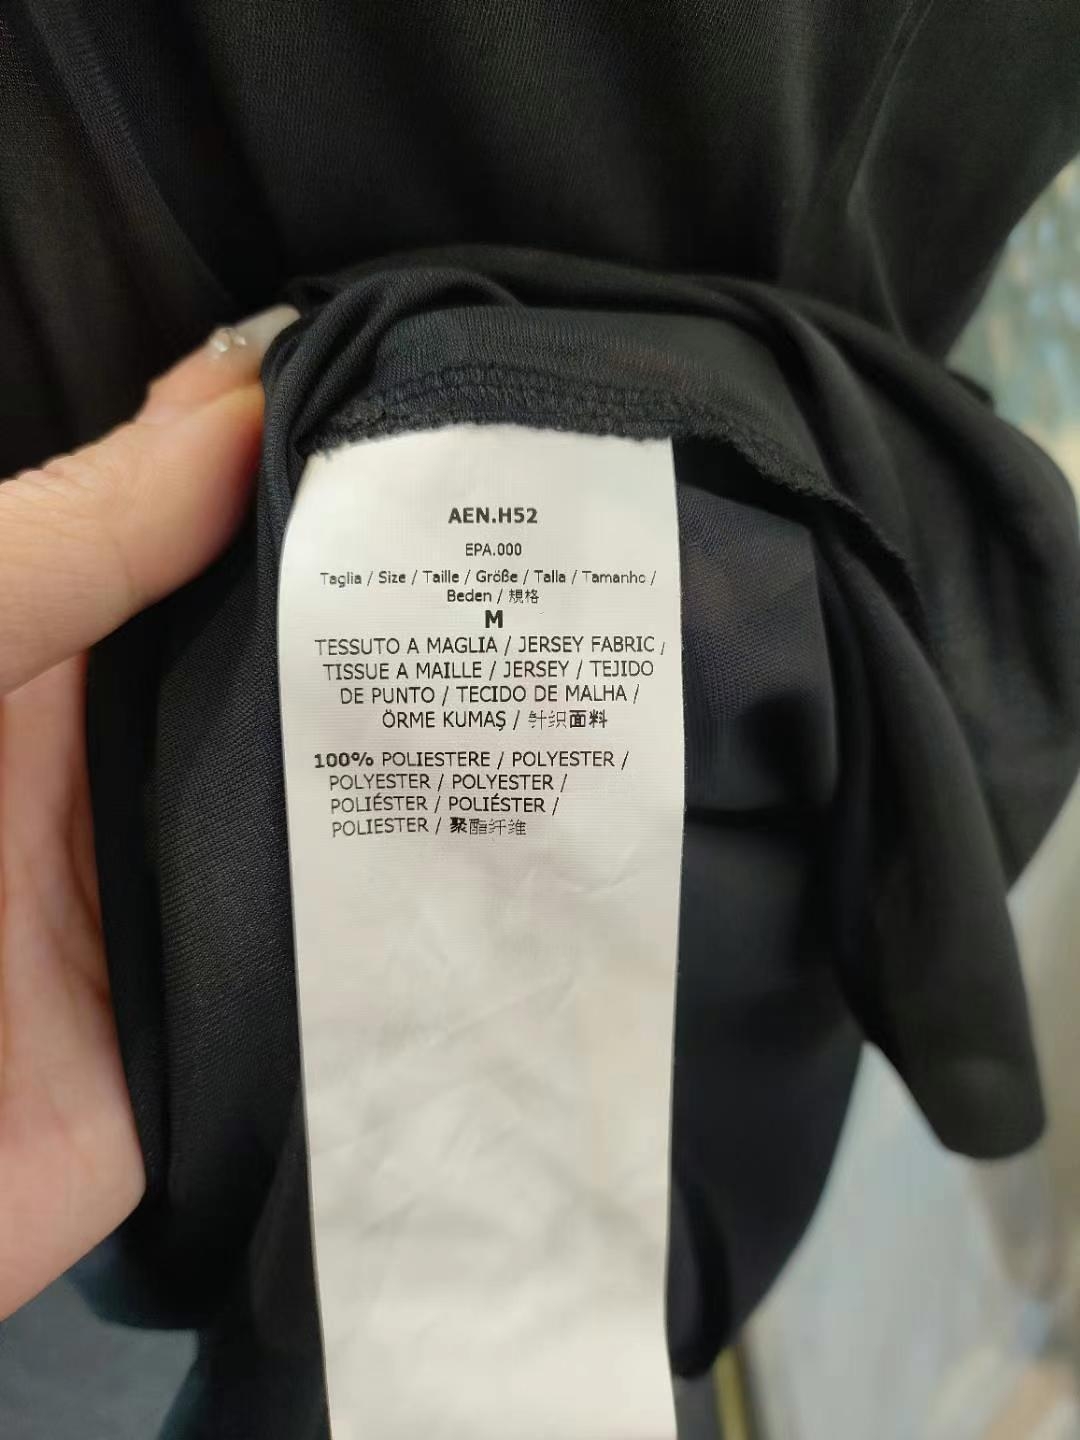 AEN.H52
EPA.000
Taglia / Size / Taille / Größe / Talla / Tamanho /
Beden / 規格
M
TESSUTO A MAGLIA / JERSEY FABRIC /
TISSUE A MAILLE / JERSEY / TEJIDO
DE PUNTO / TECIDO DE MALHA /
ÖRME KUMAŞ / 针织面料
100% POLIESTERE / POLYESTER /
POLYESTER / POLYESTER /
POLIÉSTER / POLIÉSTER /
POLIESTER / 聚酯纤维